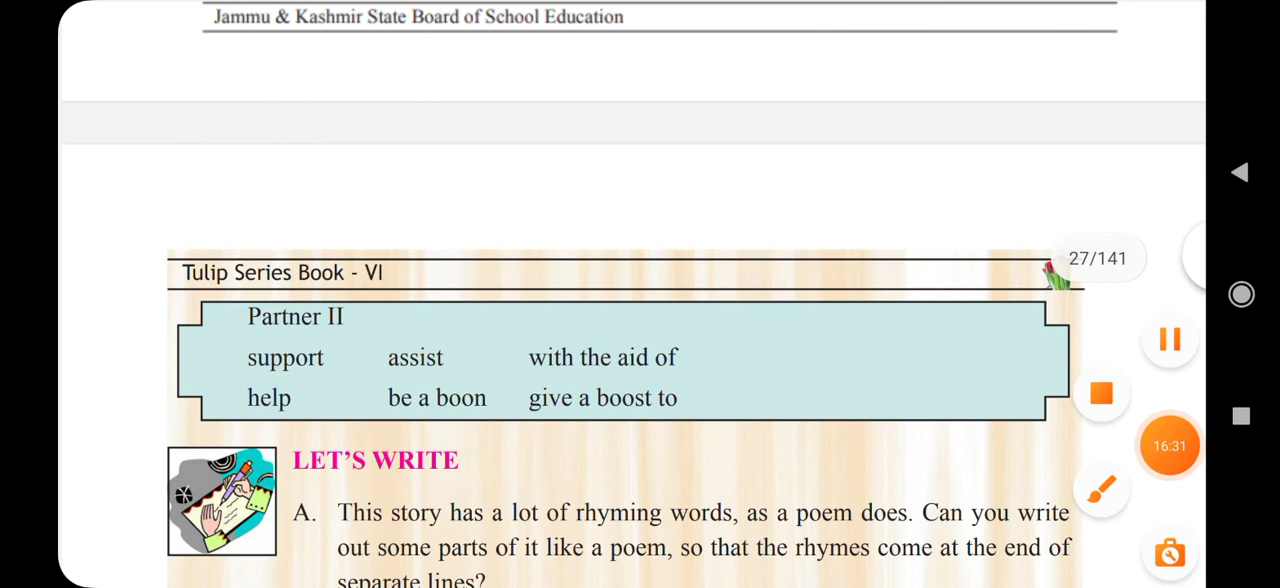 Jammu & Kashmir State Board of School Education
27/141
Tulip Series Book - VI
Partner II
support assist with the aid of
help be a boon give a boost to
16:31
LET'S WRITE
A. This story has a lot of rhyming words, as a poem does. Can you write
out some parts of it like a poem, so that the rhymes come at the end of
separate lines?